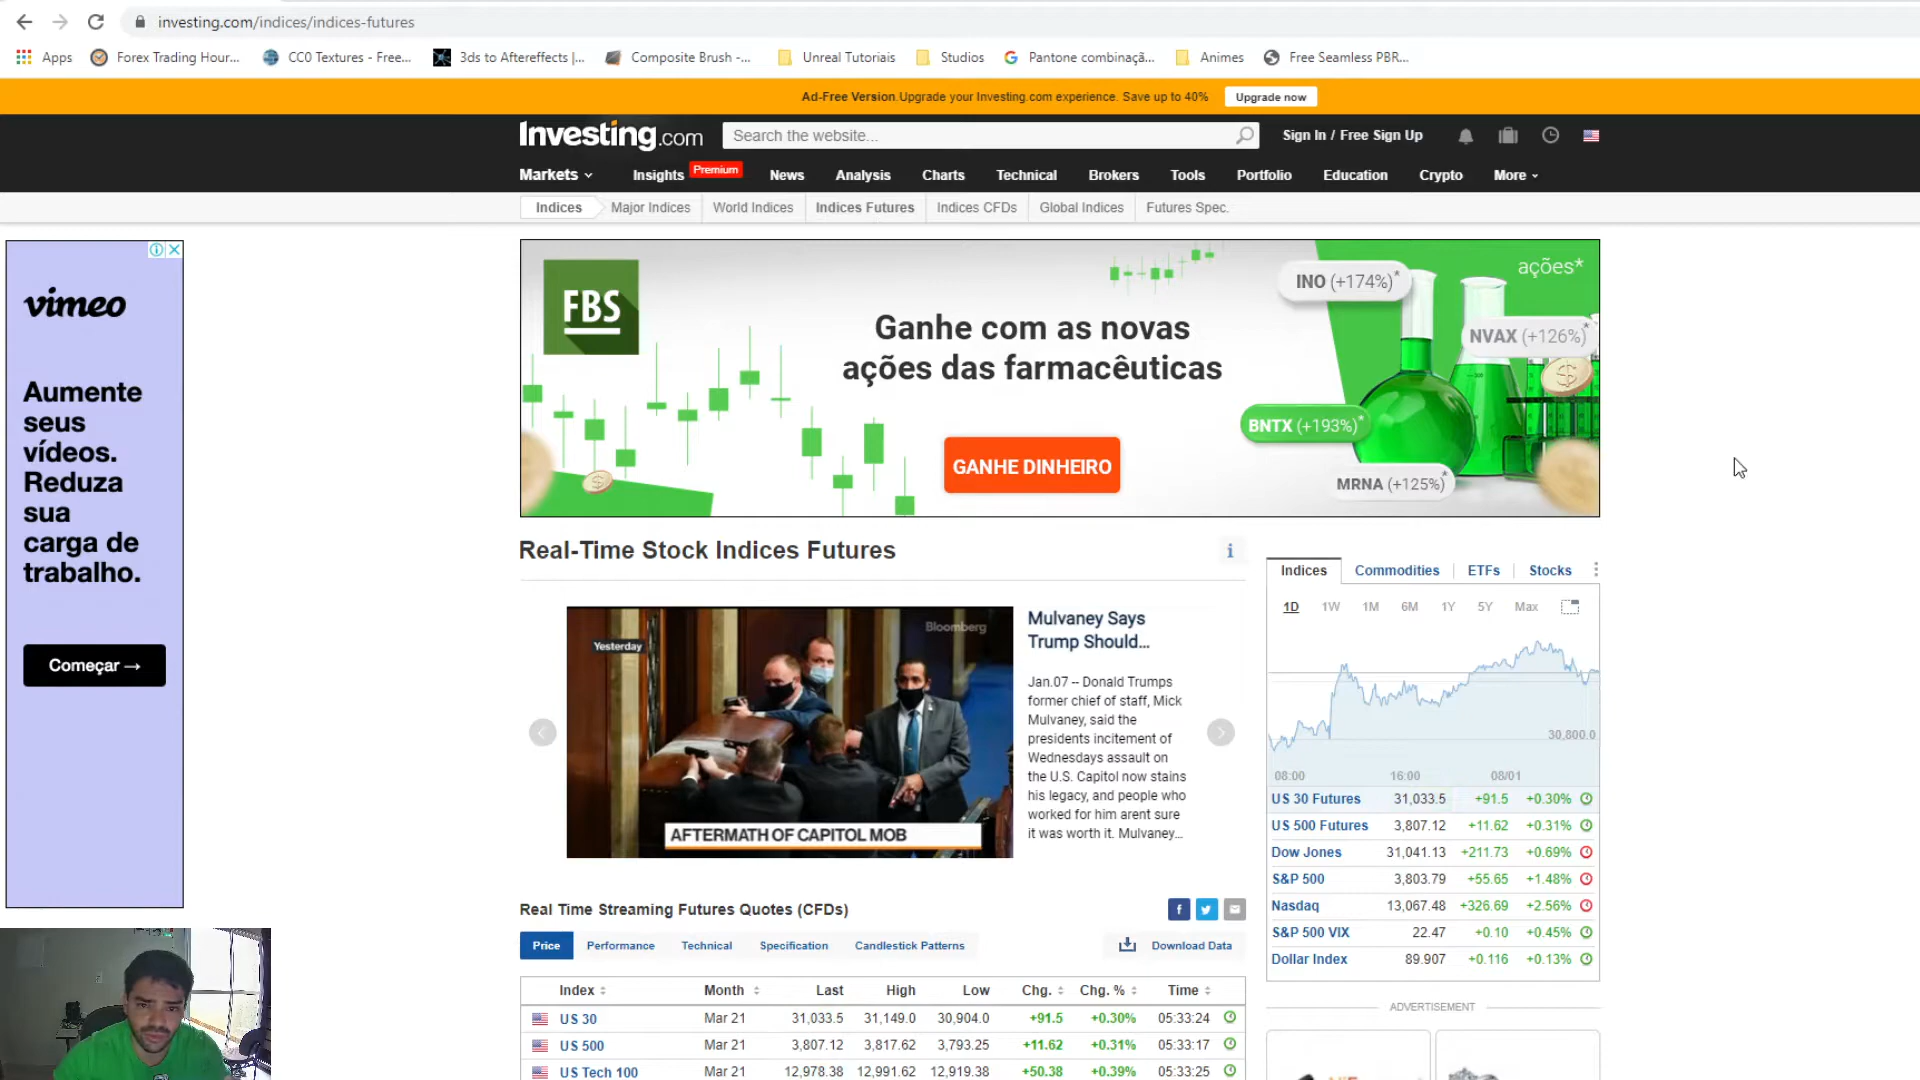 investing.com/indices/indices-futures
Apps
Forex Trading Hour...
CC0 Textures - Free...
3ds to Aftereffects |...
Composite Brush -...
Unreal Tutoriais
Studios
Pantone combinaçã...
Animes
Free Seamless PBR...
Ad-Free Version. Upgrade your Investing.com experience. Save up to 40%
Upgrade now
Investing.com
Search the website...
Sign In / Free Sign Up
Markets
Insights
Premium
News
Analysis
Charts
Technical
Brokers
Tools
Portfolio
Education
Crypto
More
Indices
Major Indices
World Indices
Indices Futures
Indices CFDs
Global Indices
Futures Spec.
vimeo
Aumente
seus
vídeos.
Reduza
sua
carga de
trabalho.
Começar →
FBS
Ganhe com as novas
ações das farmacêuticas
GANHE DINHEIRO
ações*
INO (+174%)*
NVAX (+126%)*
BNTX (+193%)*
MRNA (+125%)*
Real-Time Stock Indices Futures
i
Yesterday
Bloomberg
AFTERMATH OF CAPITOL MOB
Mulvaney Says
Trump Should...
Jan.07 -- Donald Trumps
former chief of staff, Mick
Mulvaney, said the
presidents incitement of
Wednesdays assault on
the U.S. Capitol now stains
his legacy, and people who
worked for him arent sure
it was worth it. Mulvaney...
Indices
Commodities
ETFs
Stocks
1D 1W 1M 6M 1Y 5Y Max
30,800.0
08:00 16:00 08/01
US 30 Futures 31,033.5 +91.5 +0.30%
US 500 Futures 3,807.12 +11.62 +0.31%
Dow Jones 31,041.13 +211.73 +0.69%
S&P 500 3,803.79 +55.65 +1.48%
Nasdaq 13,067.48 +326.69 +2.56%
S&P 500 VIX 22.47 +0.10 +0.45%
Dollar Index 89.907 +0.116 +0.13%
ADVERTISEMENT
Real Time Streaming Futures Quotes (CFDs)
Price
Performance
Technical
Specification
Candlestick Patterns
Download Data
Index Month Last High Low Chg. Chg. % Time
US 30 Mar 21 31,033.5 31,149.0 30,904.0 +91.5 +0.30% 05:33:24
US 500 Mar 21 3,807.12 3,817.62 3,793.25 +11.62 +0.31% 05:33:17
US Tech 100 Mar 21 12,978.38 12,991.62 12,919.38 +50.38 +0.39% 05:33:25